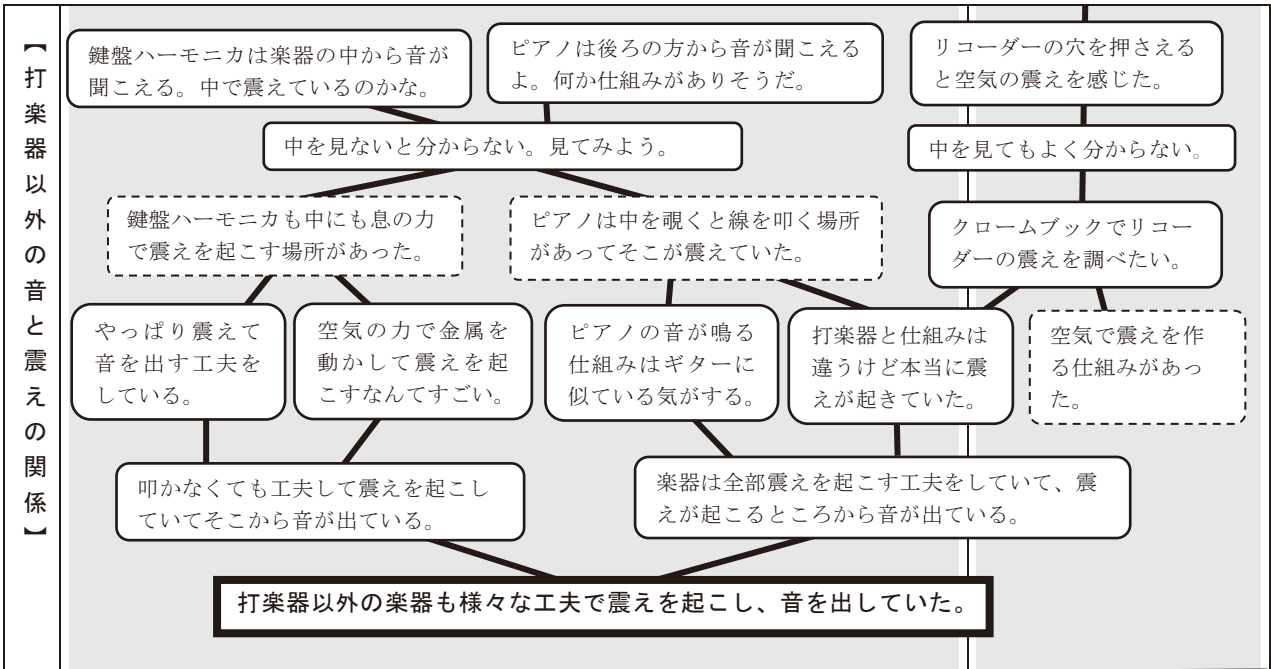 【打楽器以外の音と震えの関係】
鍵盤ハーモニカは楽器の中から音が
聞こえる。中で震えているのかな。
ピアノは後ろの方から音が聞こえる
よ。何か仕組みがありそうだ。
リコーダーの穴を押さえる
と空気の震えを感じた。
中を見ないと分からない。見てみよう。
中を見てもよく分からない。
鍵盤ハーモニカも中にも息の力
で震えを起こす場所があった。
ピアノは中を覗くと線を叩く場所
があってそこが震えていた。
クロームブックでリコー
ダーの震えを調べたい。
やっぱり震えて
音を出す工夫を
している。
空気の力で金属を
動かして震えを起
こすなんてすごい。
ピアノの音が鳴る
仕組みはギターに
似ている気がする。
打楽器と仕組みは
違うけど本当に震
えが起きていた。
空気で震えを作
る仕組みがあっ
た。
叩かなくても工夫して震えを起こし
ていてそこから音が出ている。
楽器は全部震えを起こす工夫をしていて、震
えが起こるところから音が出ている。
打楽器以外の楽器も様々な工夫で震えを起こし、音を出していた。